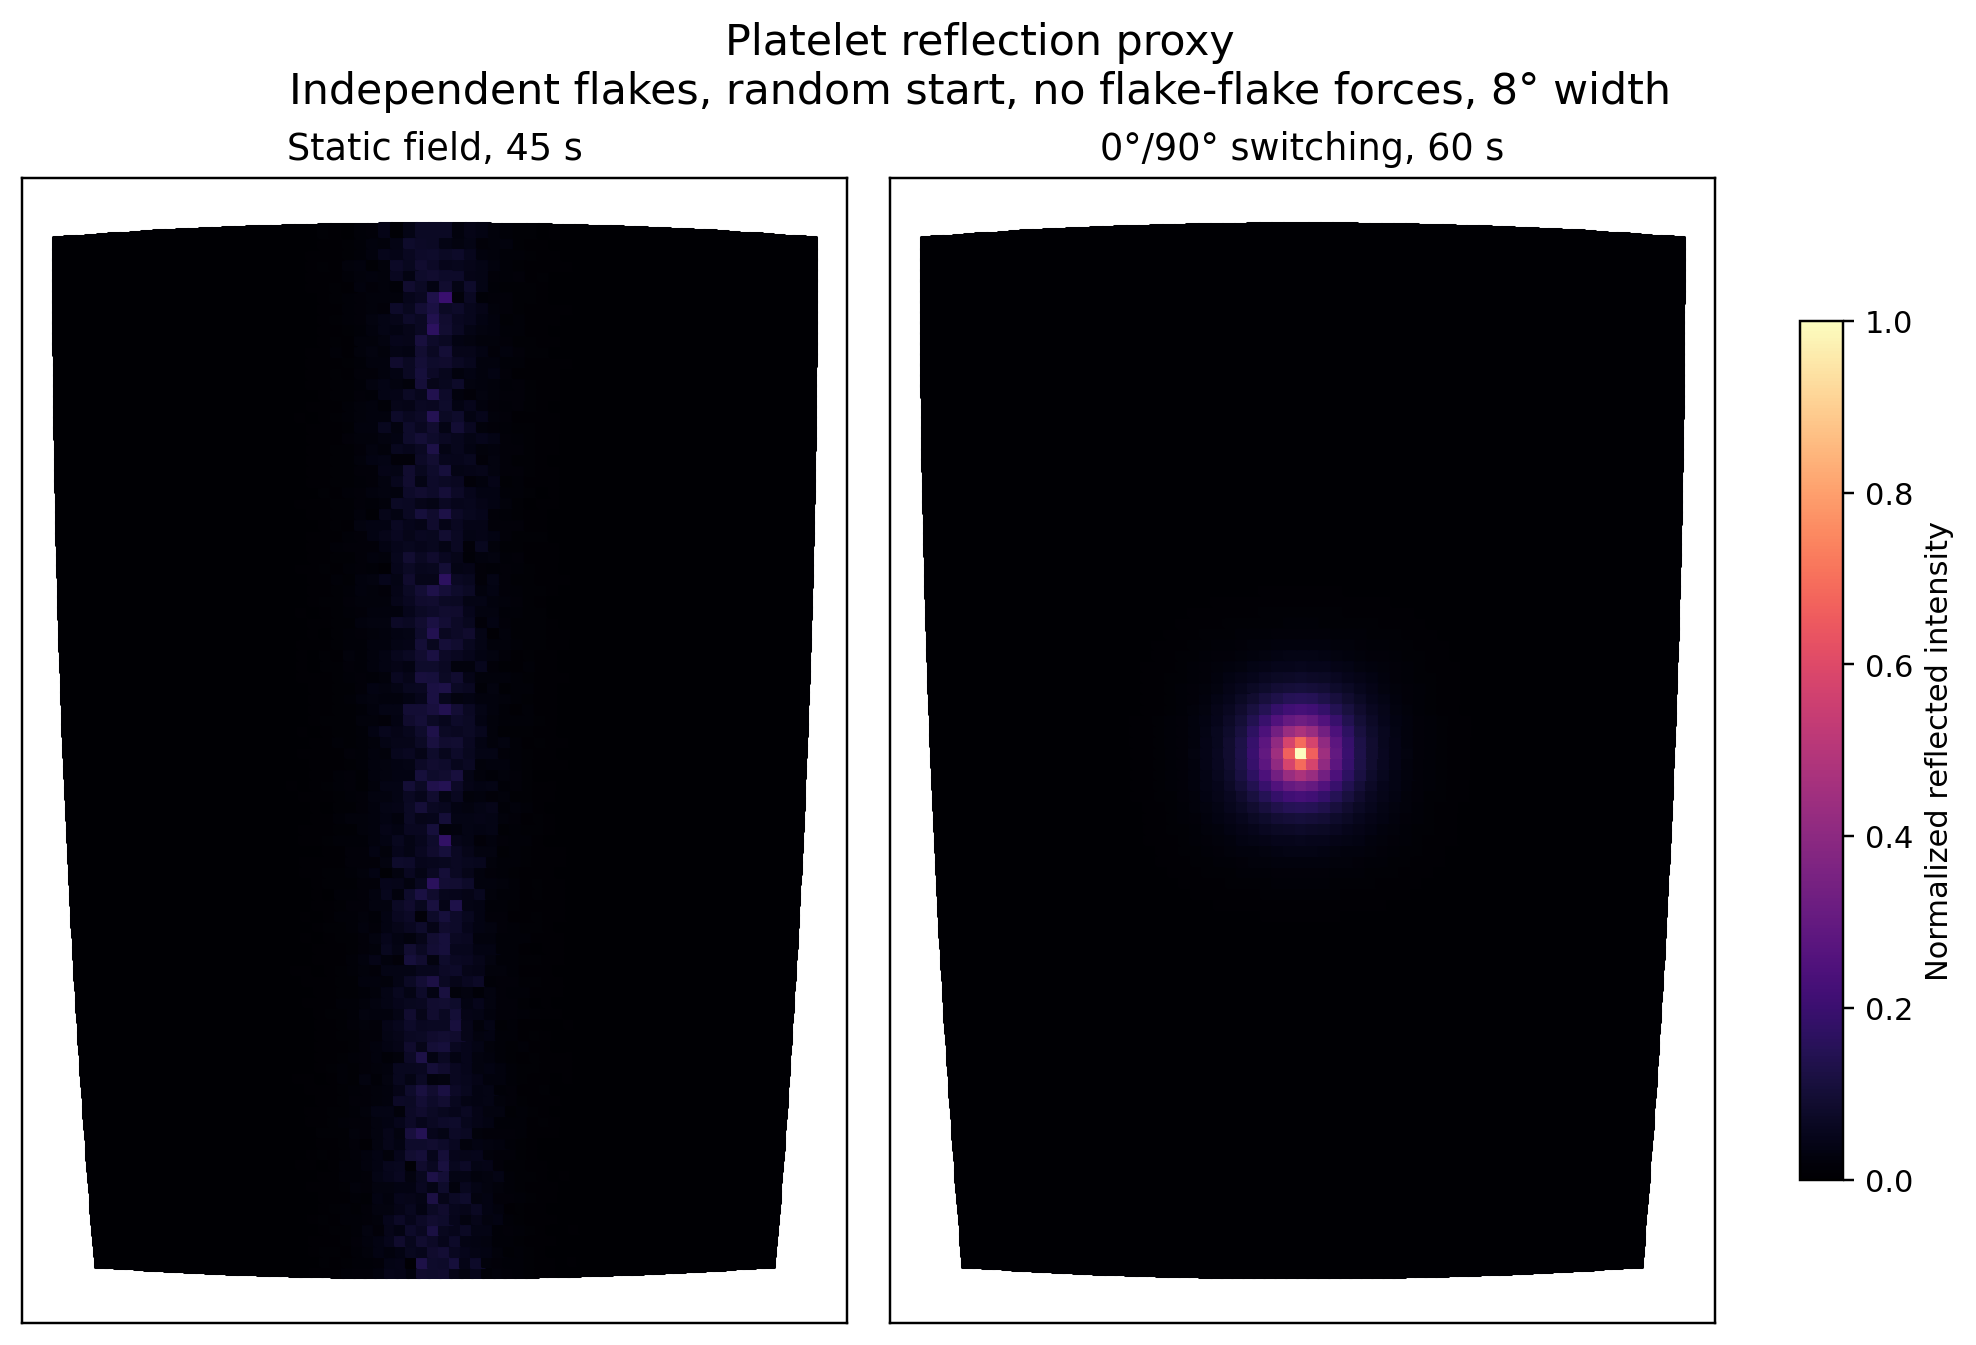 Platelet reflection proxy
Independent flakes, random start, no flake-flake forces, 8° width
Static field, 45 s
0°/90° switching, 60 s
1.0
0.8
0.6
0.4
0.2
0.0
Normalized reflected intensity